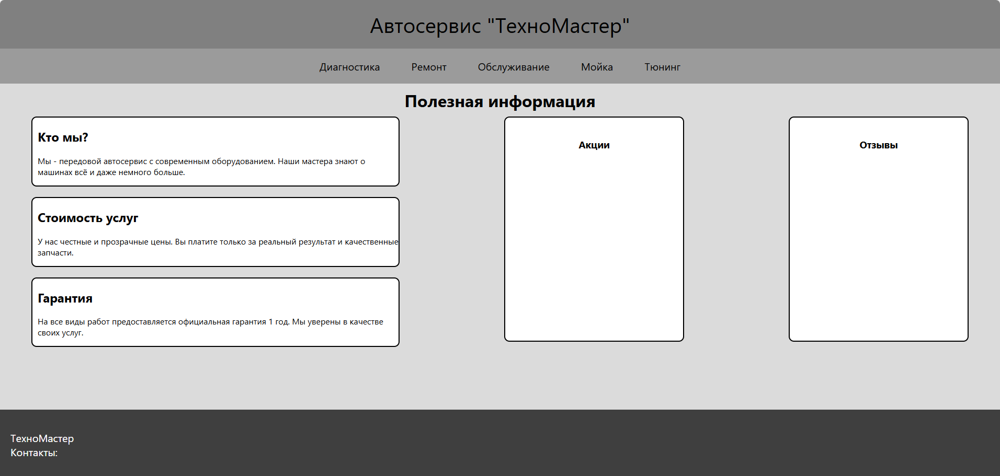 Автосервис "ТехноМастер"
Диагностика Ремонт Обслуживание Мойка Тюнинг
Полезная информация
Кто мы?
Мы - передовой автосервис с современным оборудованием. Наши мастера знают о
машинах всё и даже немного больше.
Стоимость услуг
У нас честные и прозрачные цены. Вы платите только за реальный результат и качественные
запчасти.
Гарантия
На все виды работ предоставляется официальная гарантия 1 год. Мы уверены в качестве
своих услуг.
Акции
Отзывы
ТехноМастер
Контакты: